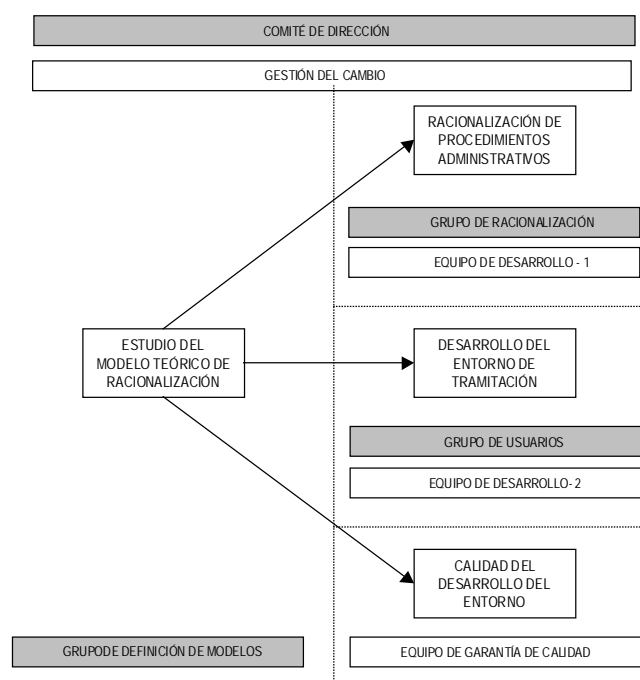 COMITÉ DE DIRECCIÓN
GESTIÓN DEL CAMBIO
RACIONALIZACIÓN DE
PROCEDIMIENTOS
ADMINISTRATIVOS
GRUPO DE RACIONALIZACIÓN
EQUIPO DE DESARROLLO - 1
ESTUDIO DEL
MODELO TEÓRICO DE
RACIONALIZACIÓN
DESARROLLO DEL
ENTORNO DE
TRAMITACIÓN
GRUPO DE USUARIOS
EQUIPO DE DESARROLLO- 2
CALIDAD DEL
DESARROLLO DEL
ENTORNO
GRUPODE DEFINICIÓN DE MODELOS
EQUIPO DE GARANTÍA DE CALIDAD